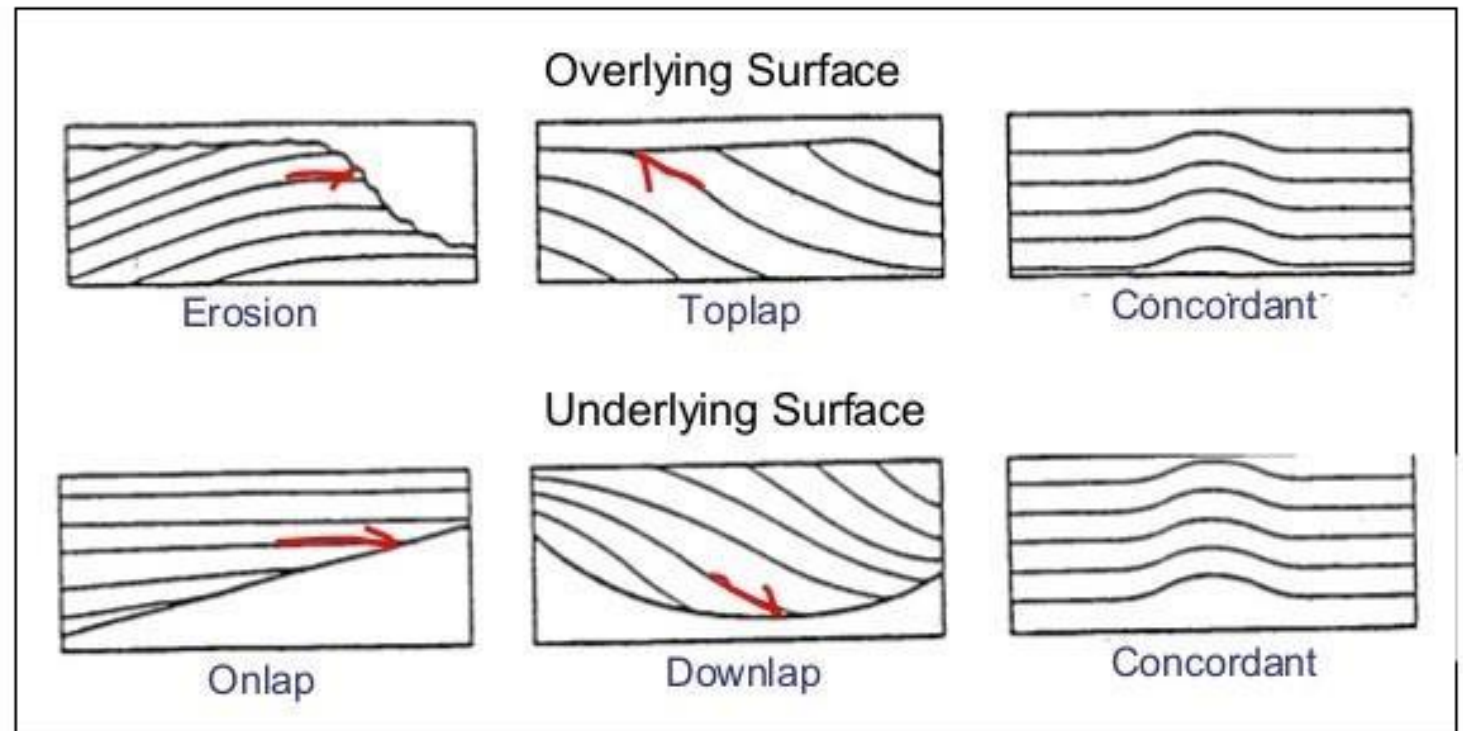 Overlying Surface
Erosion
Toplap
Concordant
Underlying Surface
Onlap
Downlap
Concordant